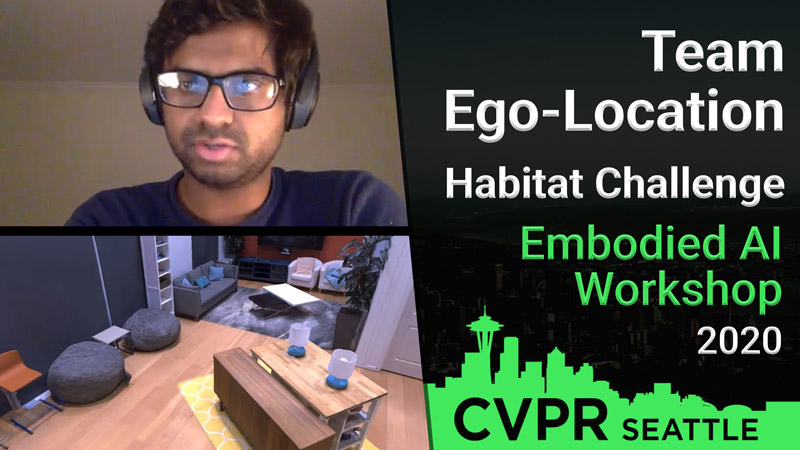 Team
Ego-Location
Habitat Challenge
Embodied AI
Workshop
2020
CVPR SEATTLE